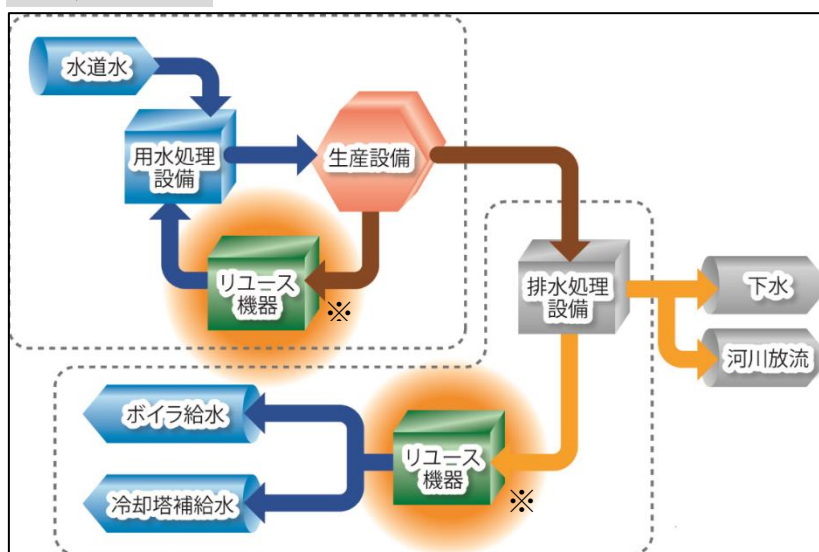 水道水
用水処理
設備
生産設備
リユース
機器
※
排水処理
設備
下水
河川放流
ボイラ給水
リユース
機器
※
冷却塔補給水